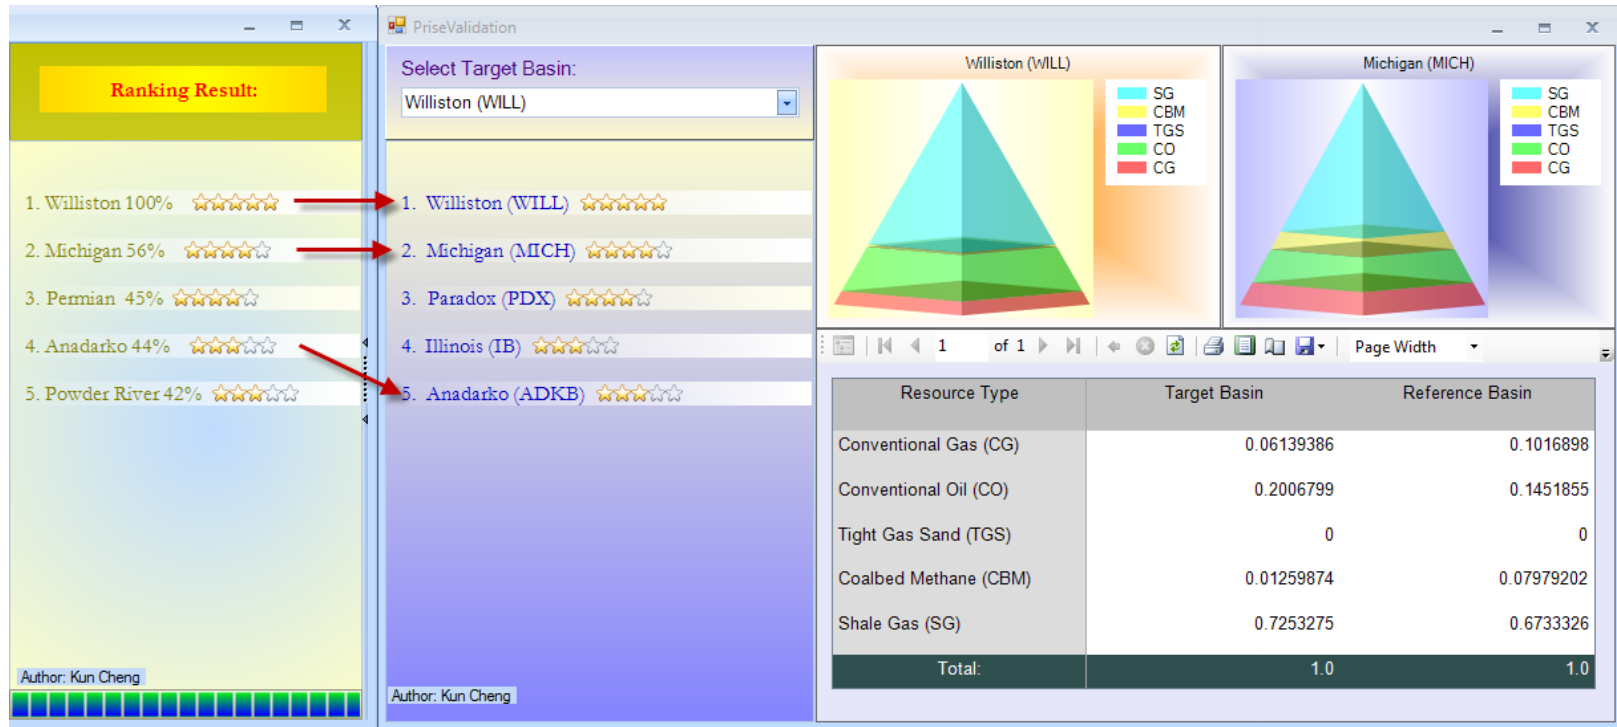 Ranking Result:
1. Williston 100%
2. Michigan 56%
3. Permian 45%
4. Anadarko 44%
5. Powder River 42%
Author: Kun Cheng
PriseValidation
Select Target Basin:
Williston (WILL)
1. Williston (WILL)
2. Michigan (MICH)
3. Paradox (PDX)
4. Illinois (IB)
5. Anadarko (ADKB)
Author: Kun Cheng
Williston (WILL)
SG
CBM
TGS
CO
CG
Michigan (MICH)
SG
CBM
TGS
CO
CG
1 of 1 Page Width
Resource Type Target Basin Reference Basin
Conventional Gas (CG) 0.06139386 0.1016898
Conventional Oil (CO) 0.2006799 0.1451855
Tight Gas Sand (TGS) 0 0
Coalbed Methane (CBM) 0.01259874 0.07979202
Shale Gas (SG) 0.7253275 0.6733326
Total: 1.0 1.0